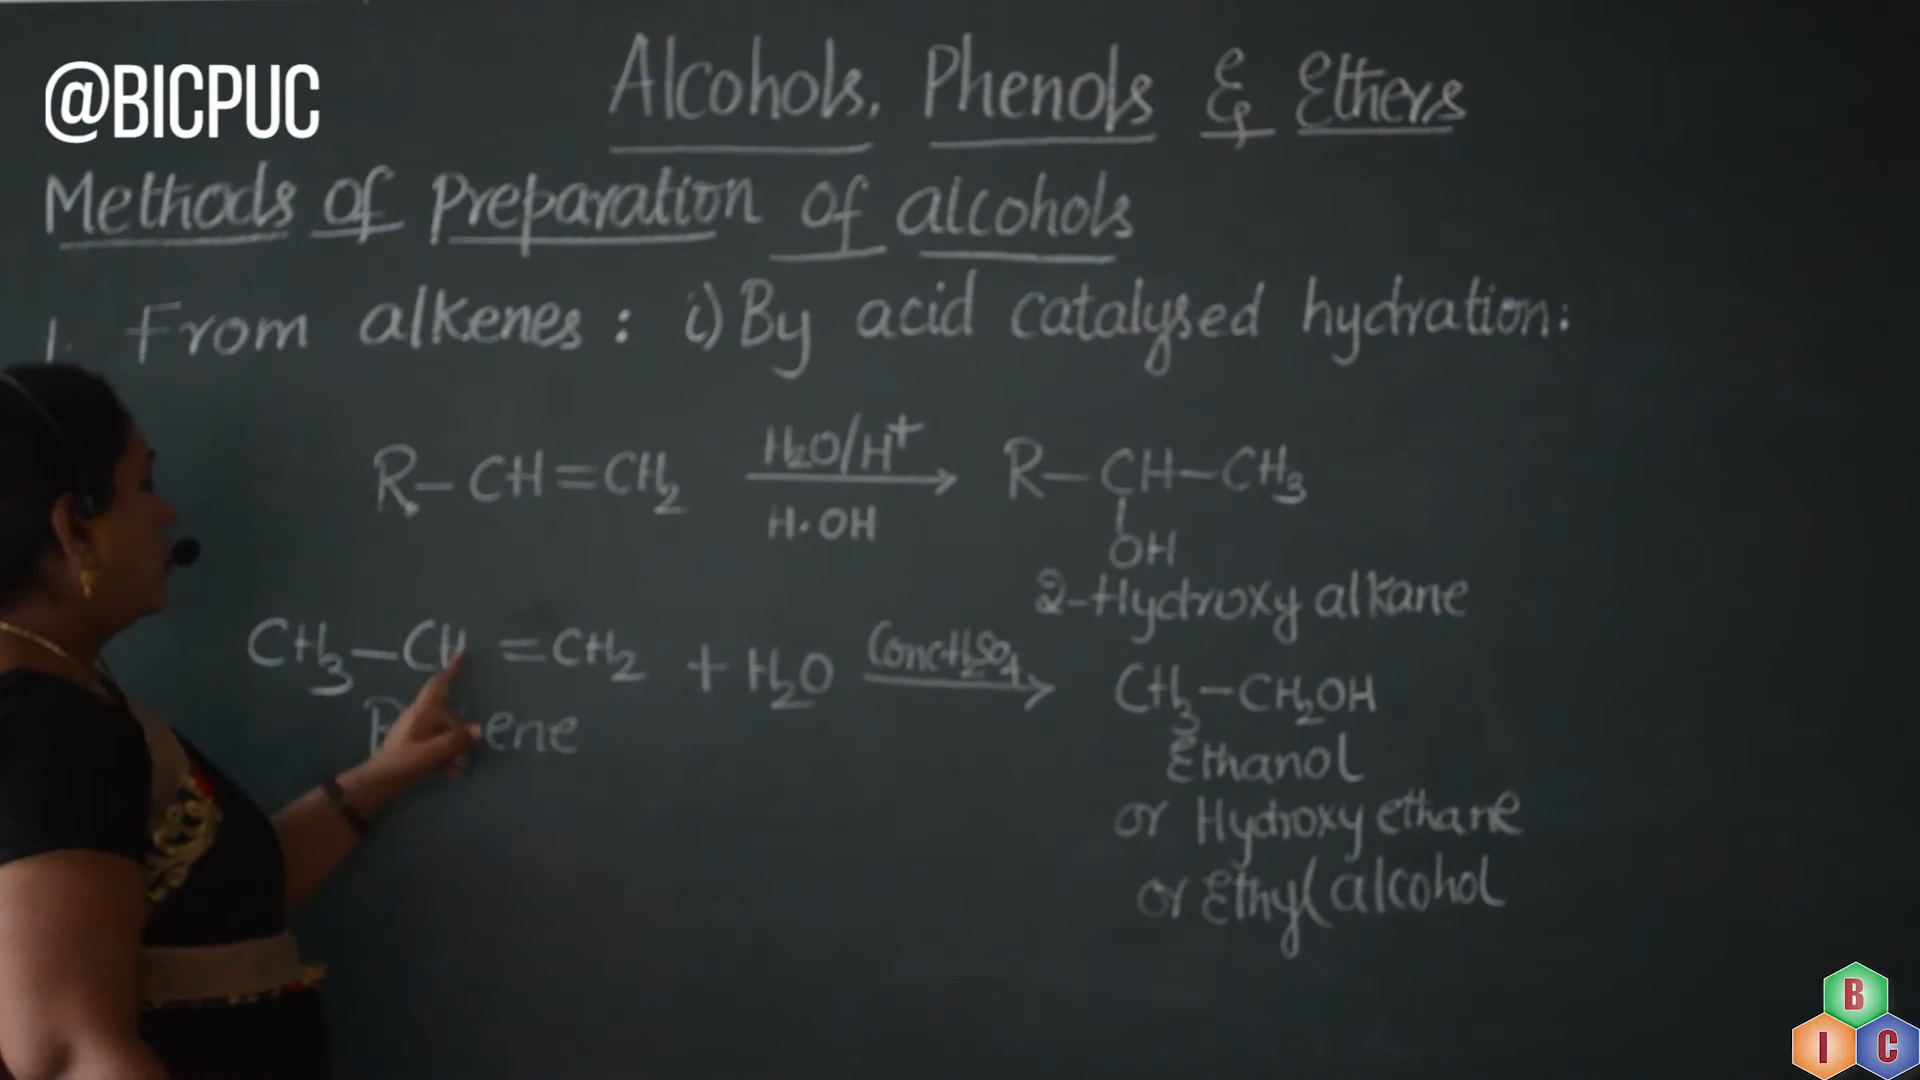 @BICPUC
Alcohols, Phenols & Ethers
Methods of Preparation of alcohols
1. From alkenes: i) By acid catalysed hydration:
R-CH=CH₂ H₂O/H⁺ H.OH → R-CH-CH₃
OH
2-Hydroxy alkane
CH₃-CH=CH₂ + H₂O Conc.H₂SO₄ → CH₃-CH₂OH
ene
Ethanol
or Hydroxy ethane
or Ethyl alcohol
B
I C